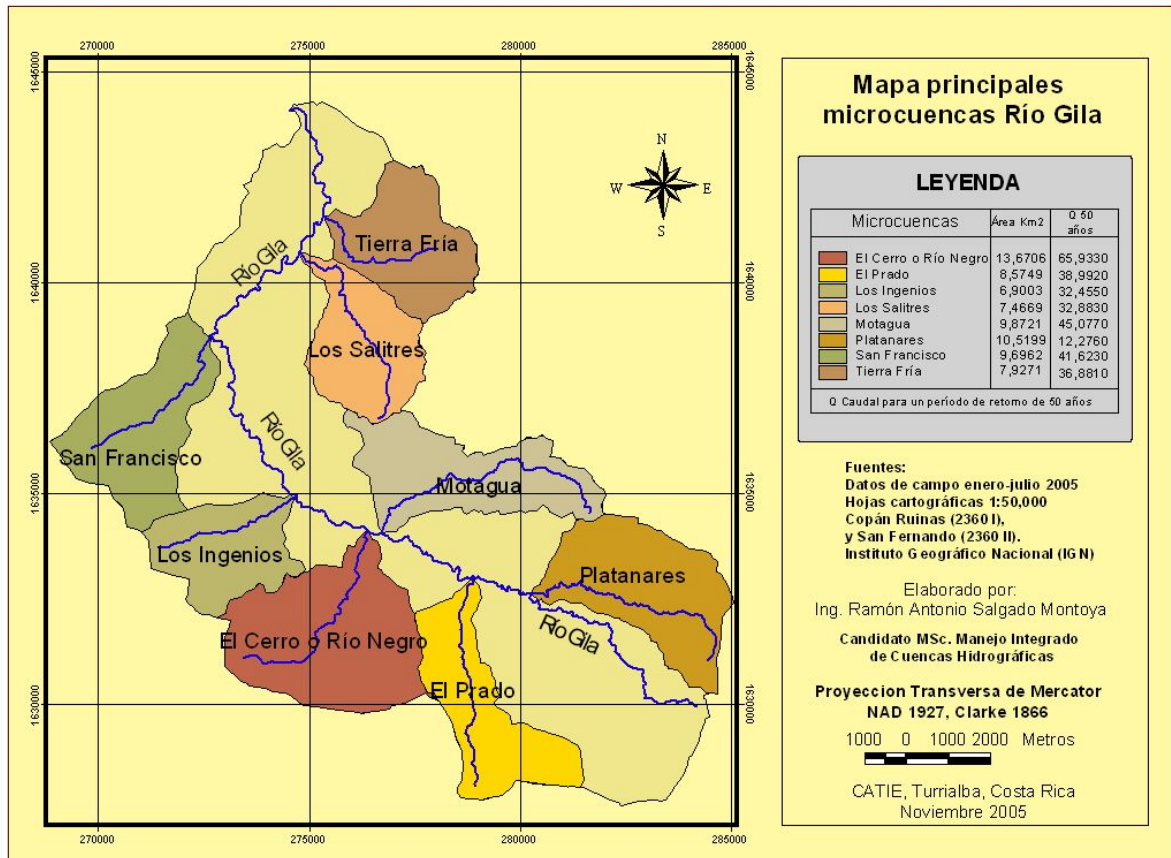 270000 275000 280000 285000
1645000 1645000
1640000 1640000
1635000 1635000
1630000 1630000
N
W E
S
Tierra Fría
Río Gila
Los Salitres
San Francisco
Río Gila
Motagua
Los Ingenios
Platanares
El Cerro o Río Negro
Río Gila
El Prado
270000 275000 280000 285000
Mapa principales
microcuencas Río Gila
LEYENDA
Microcuencas Área Km2 Q 50 años
El Cerro o Río Negro 13,6706 65,9330
El Prado 8,5749 38,9920
Los Ingenios 6,9003 32,4550
Los Salitres 7,4669 32,8830
Motagua 9,8721 45,0770
Platanares 10,5199 12,2760
San Francisco 9,6962 41,6230
Tierra Fría 7,9271 36,8810
Q Caudal para un período de retorno de 50 años
Fuentes:
Datos de campo enero-julio 2005
Hojas cartográficas 1:50,000
Copán Ruinas (2360 I),
y San Fernando (2360 II).
Instituto Geográfico Nacional (IGN)
Elaborado por:
Ing. Ramón Antonio Salgado Montoya
Candidato MSc. Manejo Integrado
de Cuencas Hidrográficas
Proyeccion Transversa de Mercator
NAD 1927, Clarke 1866
1000 0 1000 2000 Metros
CATIE, Turrialba, Costa Rica
Noviembre 2005